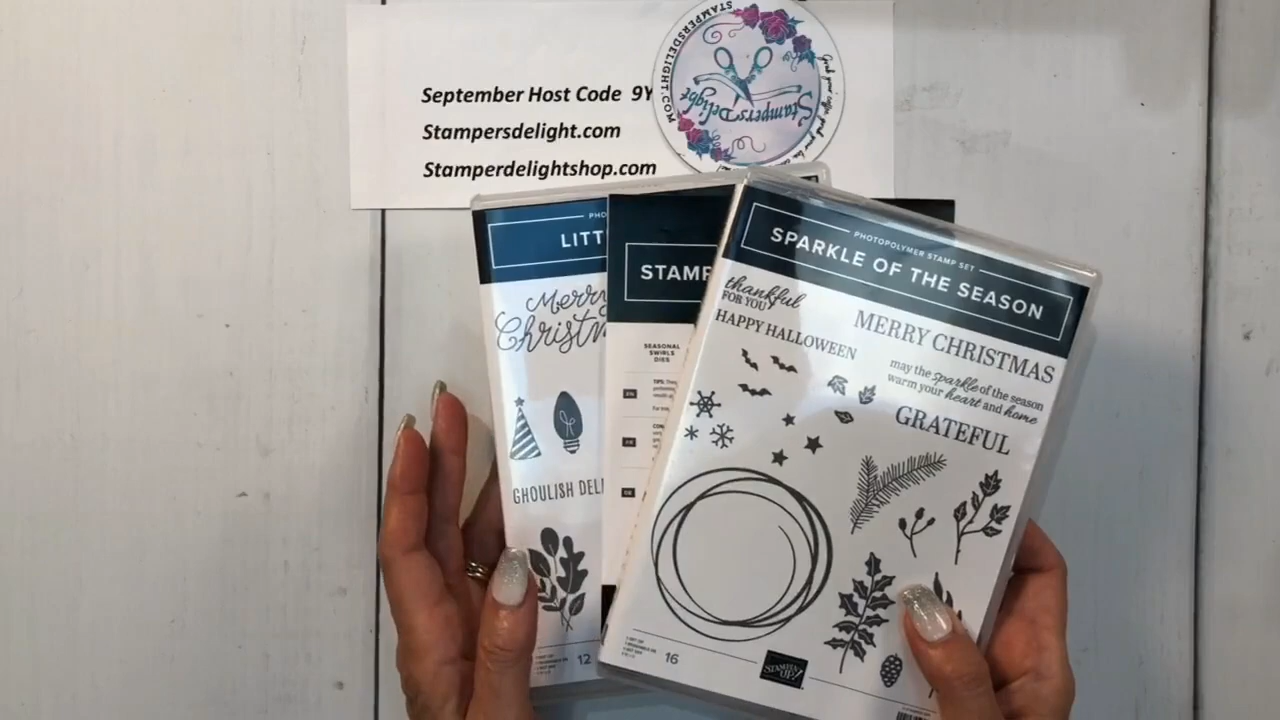 September Host Code 9Y
Stampersdelight.com
Stamperdelightshop.com
STAMPERSDELIGHT.COM
Stampers Delight
PHO
LITT
Merry
Christm
GHOULISH DEL
12
STAMP
SEASONAL
SWIRLS
DIES
PHOTOPOLYMER STAMP SET
SPARKLE OF THE SEASON
thankful
FOR YOU
HAPPY HALLOWEEN
MERRY CHRISTMAS
may the sparkle of the season
warm your heart and home
GRATEFUL
16
STAMPIN' UP!